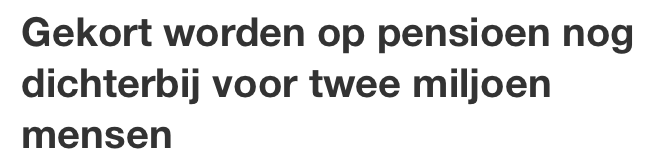 Gekort worden op pensioen nog
dichterbij voor twee miljoen
mensen